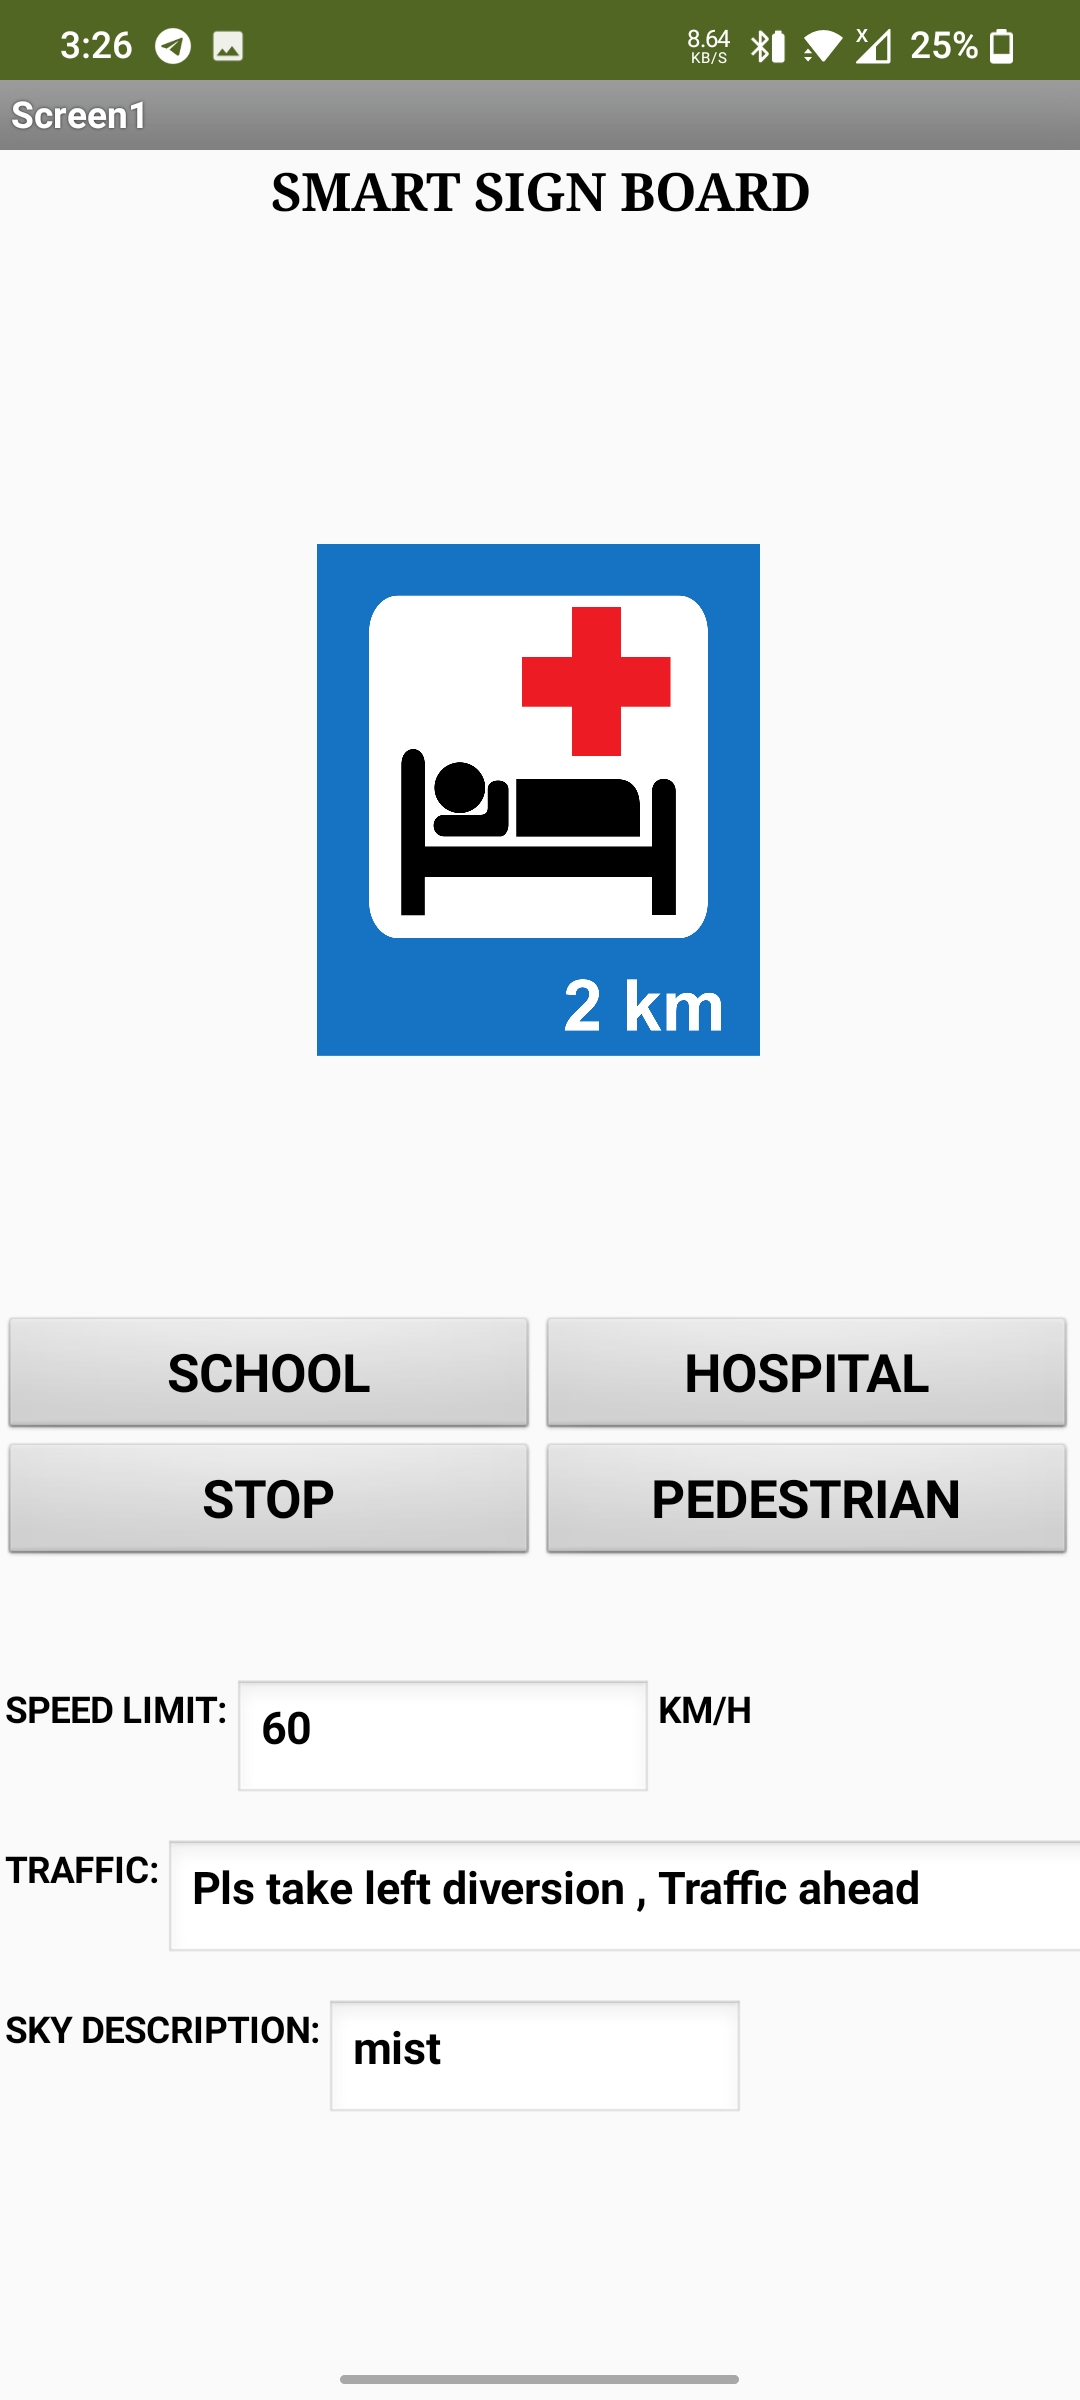 3:26 8.64 KB/S X 25%
Screen1
SMART SIGN BOARD
2 km
SCHOOL HOSPITAL
STOP PEDESTRIAN
SPEED LIMIT: 60 KM/H
TRAFFIC: Pls take left diversion , Traffic ahead
SKY DESCRIPTION: mist